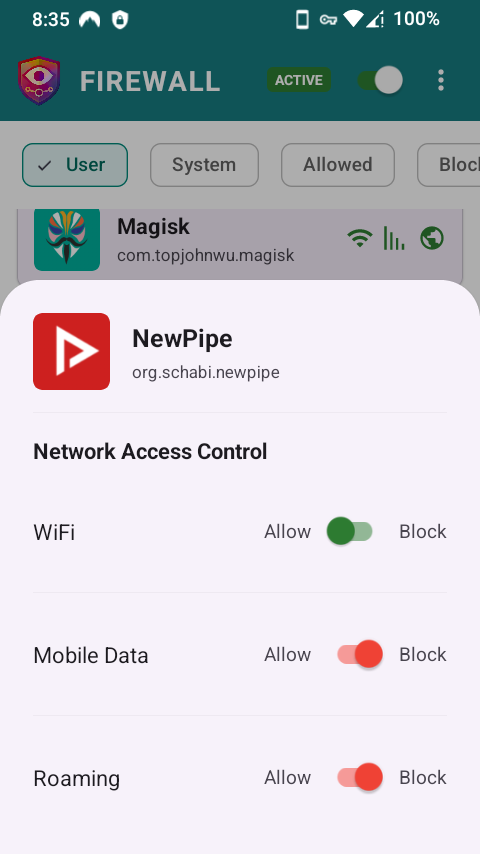 8:35 100%
FIREWALL ACTIVE
User System Allowed Block
Magisk
com.topjohnwu.magisk
NewPipe
org.schabi.newpipe
Network Access Control
WiFi Allow Block
Mobile Data Allow Block
Roaming Allow Block